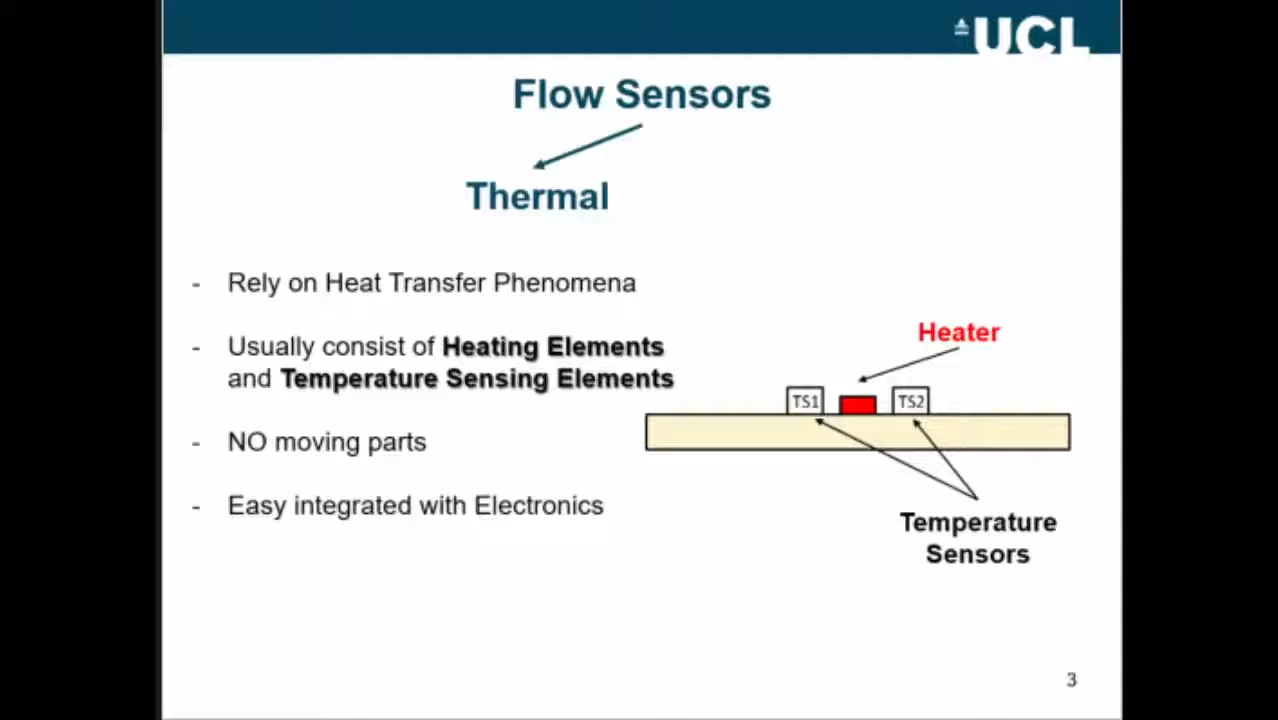 UCL
Flow Sensors
Thermal
- Rely on Heat Transfer Phenomena
- Usually consist of Heating Elements
and Temperature Sensing Elements
- NO moving parts
- Easy integrated with Electronics
Heater
TS1
TS2
Temperature
Sensors
3